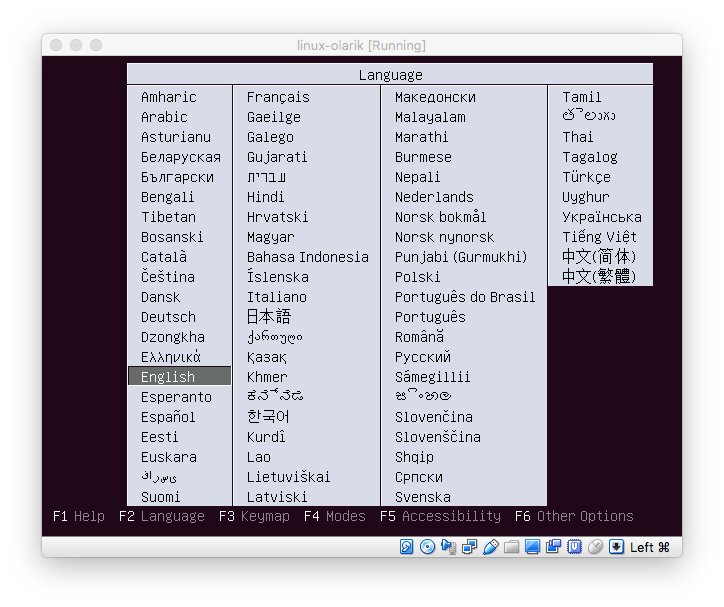 linux-olarik [Running]
Language
Amharic
Arabic
Asturianu
Беларуская
Български
Bengali
Tibetan
Bosanski
Català
Čeština
Dansk
Deutsch
Dzongkha
Ελληνικά
English
Esperanto
Español
Eesti
Euskara
ﻰﺳرﺎﻓ
Suomi
Français
Gaeilge
Galego
Gujarati
עברית
Hindi
Hrvatski
Magyar
Bahasa Indonesia
Íslenska
Italiano
日本語
ქართული
Қазақ
Khmer
ಕನ್ನಡ
한국어
Kurdî
Lao
Lietuviškai
Latviski
Македонски
Malayalam
Marathi
Burmese
Nepali
Nederlands
Norsk bokmål
Norsk nynorsk
Punjabi (Gurmukhi)
Polski
Português do Brasil
Português
Română
Русский
Sámegillii
සිංහල
Slovenčina
Slovenščina
Shqip
Српски
Svenska
Tamil
తెలుగు
Thai
Tagalog
Türkçe
Uyghur
Українська
Tiếng Việt
中文(简体)
中文(繁體)
F1 Help F2 Language F3 Keymap F4 Modes F5 Accessibility F6 Other Options
Left ⌘